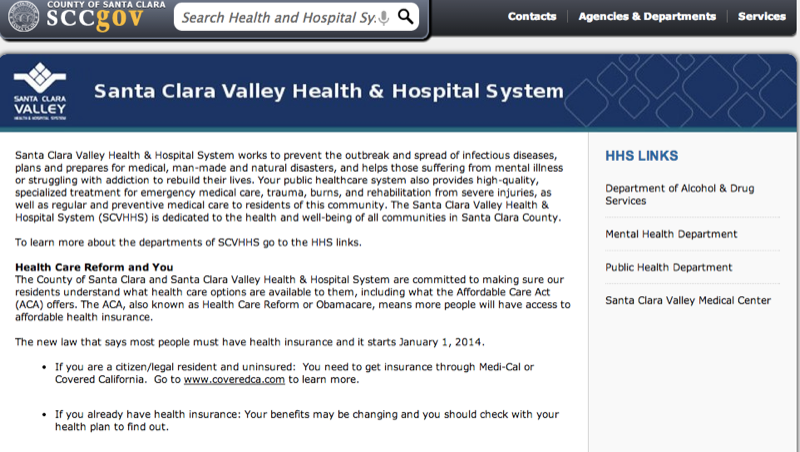 COUNTY OF SANTA CLARA
SCCgov
Search Health and Hospital Sy.
Contacts
Agencies & Departments
Services
SANTA CLARA
VALLEY
HEALTH & HOSPITAL SYSTEM
Santa Clara Valley Health & Hospital System
Santa Clara Valley Health & Hospital System works to prevent the outbreak and spread of infectious diseases,
plans and prepares for medical, man-made and natural disasters, and helps those suffering from mental illness
or struggling with addiction to rebuild their lives. Your public healthcare system also provides high-quality,
specialized treatment for emergency medical care, trauma, burns, and rehabilitation from severe injuries, as
well as regular and preventive medical care to residents of this community. The Santa Clara Valley Health &
Hospital System (SCVHHS) is dedicated to the health and well-being of all communities in Santa Clara County.
To learn more about the departments of SCVHHS go to the HHS links.
Health Care Reform and You
The County of Santa Clara and Santa Clara Valley Health & Hospital System are committed to making sure our
residents understand what health care options are available to them, including what the Affordable Care Act
(ACA) offers. The ACA, also known as Health Care Reform or Obamacare, means more people will have access to
affordable health insurance.
The new law that says most people must have health insurance and it starts January 1, 2014.
• If you are a citizen/legal resident and uninsured: You need to get insurance through Medi-Cal or
Covered California. Go to www.coveredca.com to learn more.
• If you already have health insurance: Your benefits may be changing and you should check with your
health plan to find out.
HHS LINKS
Department of Alcohol & Drug
Services
Mental Health Department
Public Health Department
Santa Clara Valley Medical Center